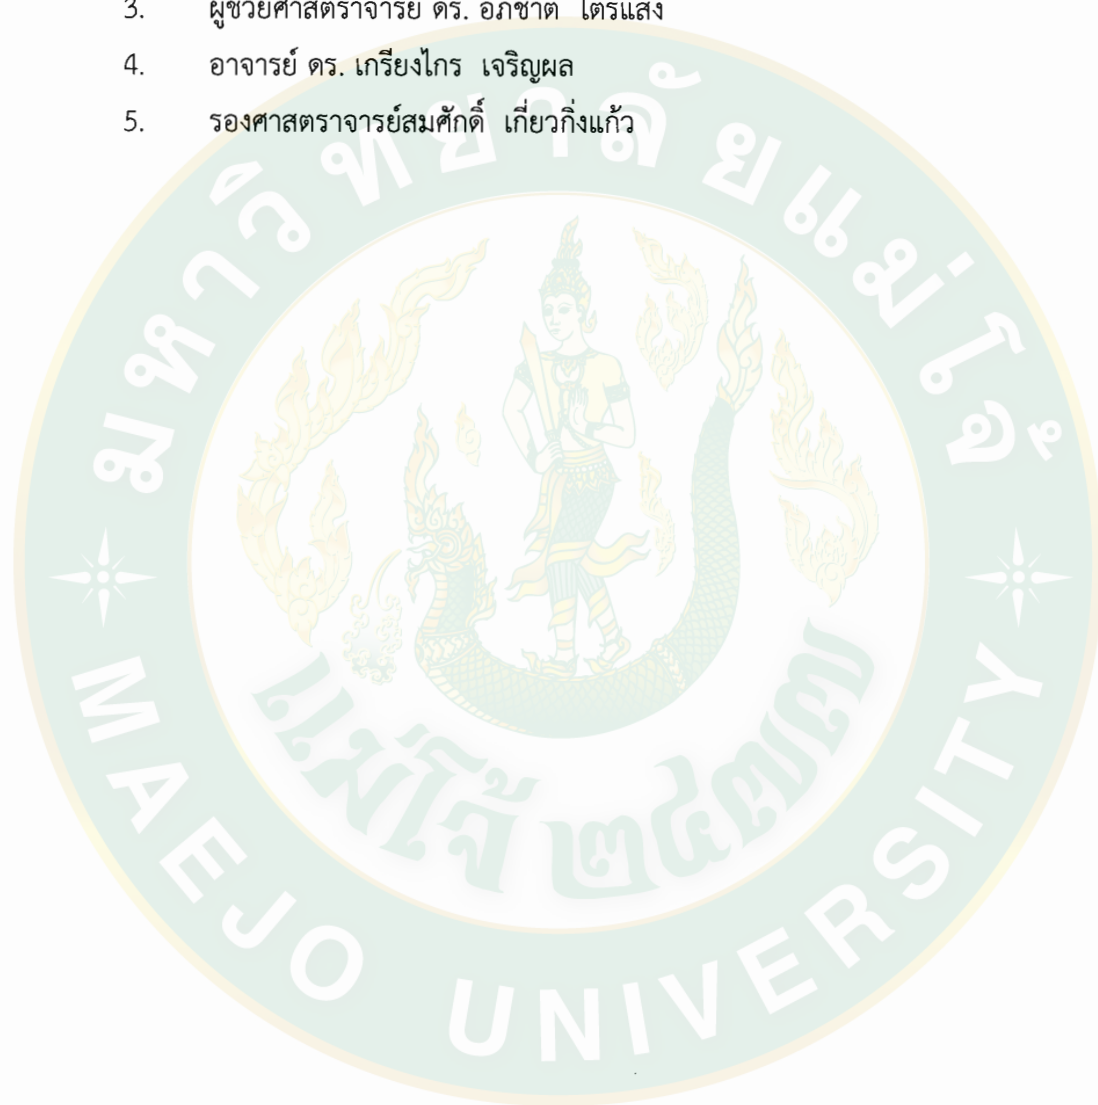 3. ผู้ช่วยศาสตราจารย์ ดร. อภิชาติ ไตรแสง
4. อาจารย์ ดร. เกรียงไกร เจริญผล
5. รองศาสตราจารย์สมศักดิ์ เกี่ยวกิ่งแก้ว
มหาวิทยาลัยแม่โจ้
แม่โจ้ ๒๔๗๗
MAEJO UNIVERSITY